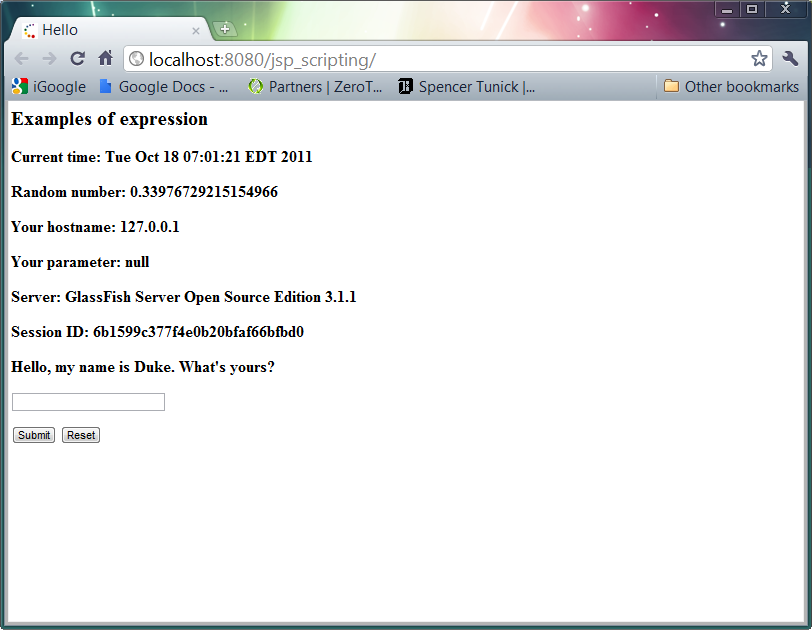 Hello
localhost:8080/jsp_scripting/
iGoogle Google Docs - ... Partners | ZeroT... Spencer Tunick |... Other bookmarks
Examples of expression
Current time: Tue Oct 18 07:01:21 EDT 2011
Random number: 0.33976729215154966
Your hostname: 127.0.0.1
Your parameter: null
Server: GlassFish Server Open Source Edition 3.1.1
Session ID: 6b1599c377f4e0b20bfaf66bfbd0
Hello, my name is Duke. What's yours?
Submit Reset